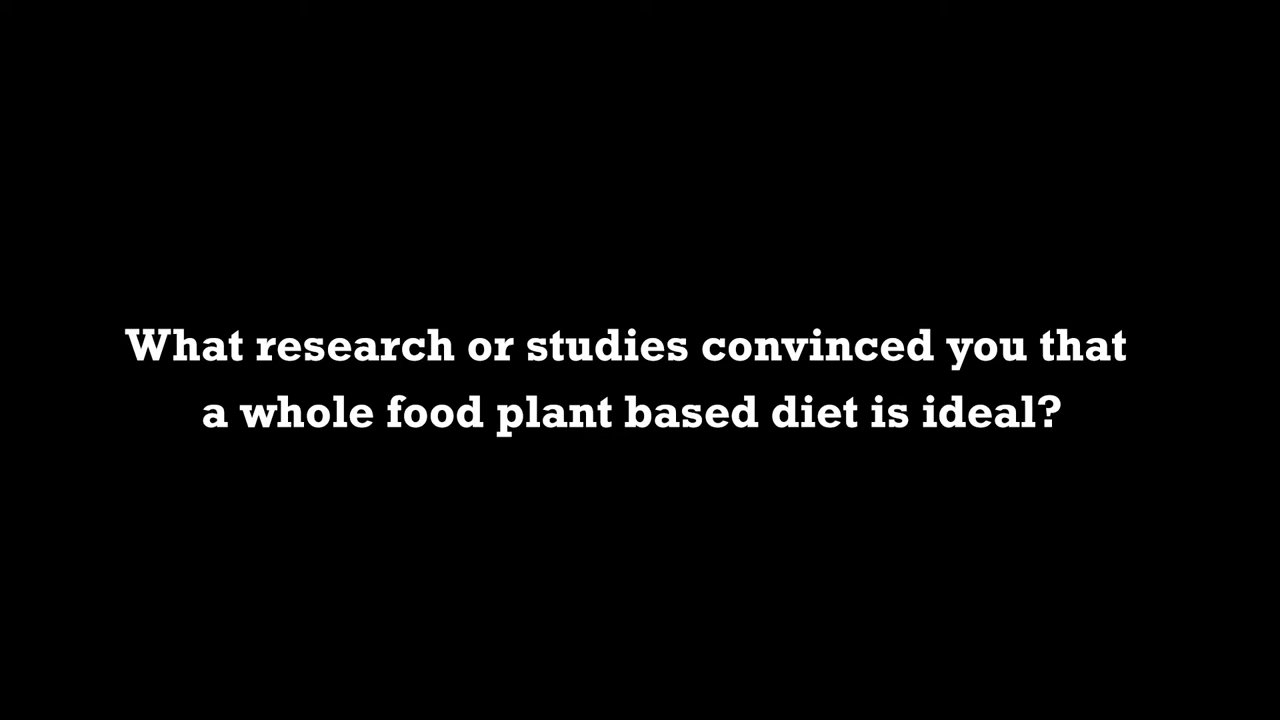 What research or studies convinced you that
a whole food plant based diet is ideal?